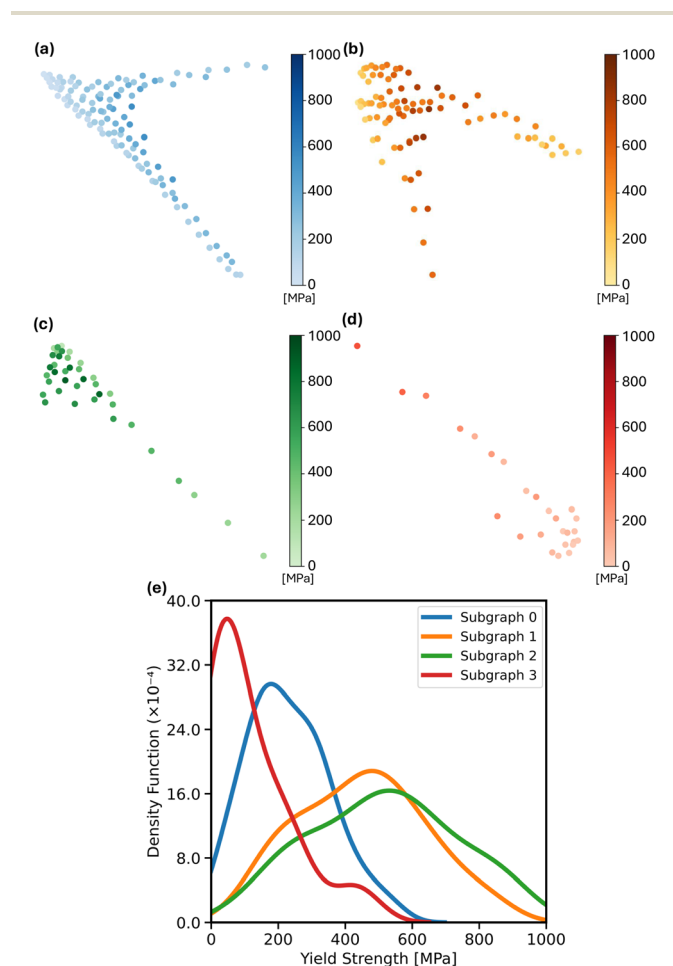 (a)
1000
800
600
400
200
0
[MPa]
(b)
1000
800
600
400
200
0
[MPa]
(c)
1000
800
600
400
200
0
[MPa]
(d)
1000
800
600
400
200
0
[MPa]
(e)
40.0
32.0
24.0
16.0
8.0
0.0
Density Function (×10⁻⁴)
Subgraph 0
Subgraph 1
Subgraph 2
Subgraph 3
0 200 400 600 800 1000
Yield Strength [MPa]